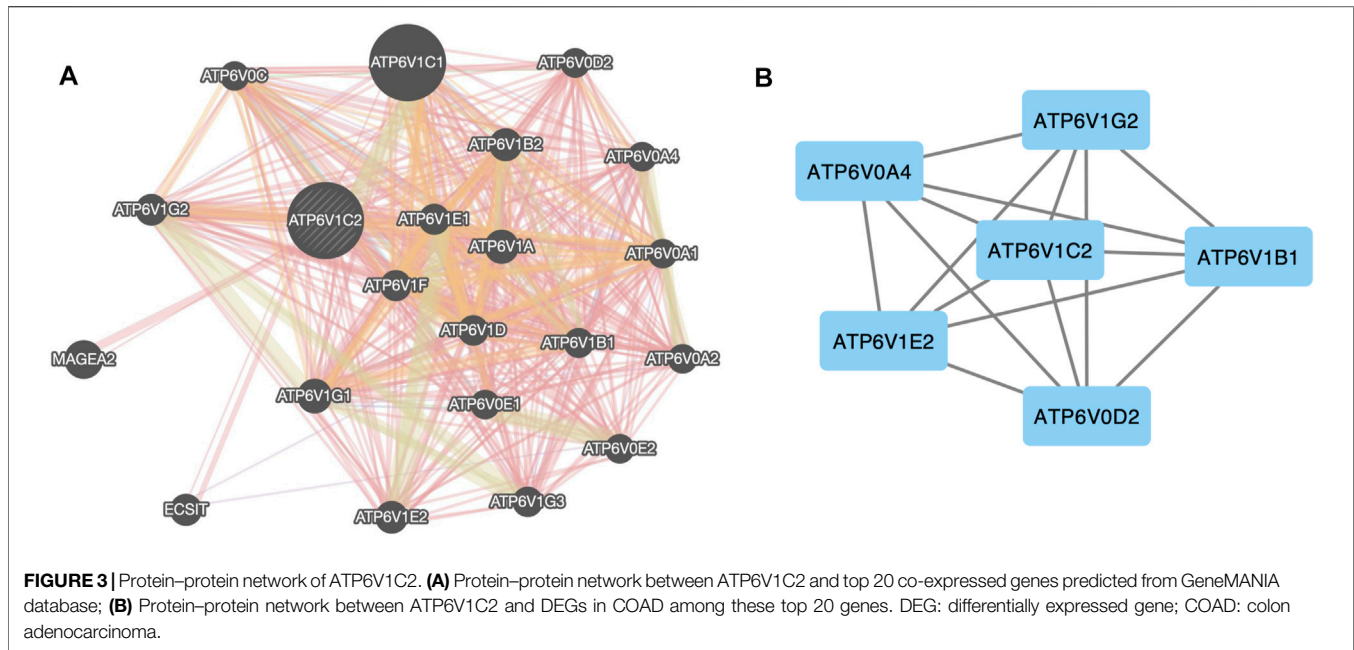 A
ATP6V1C1
ATP6V0C
ATP6V0D2
ATP6V1B2
ATP6V0A4
ATP6V1G2
ATP6V1C2
ATP6V1E1
ATP6V1A
ATP6V0A1
ATP6V1F
ATP6V1D
ATP6V1B1
ATP6V0A2
MAGEA2
ATP6V1G1
ATP6V0E1
ATP6V0E2
ECSIT
ATP6V1E2
ATP6V1G3
B
ATP6V1G2
ATP6V0A4
ATP6V1C2
ATP6V1B1
ATP6V1E2
ATP6V0D2
FIGURE 3 | Protein–protein network of ATP6V1C2. (A) Protein–protein network between ATP6V1C2 and top 20 co-expressed genes predicted from GeneMANIA
database; (B) Protein–protein network between ATP6V1C2 and DEGs in COAD among these top 20 genes. DEG: differentially expressed gene; COAD: colon
adenocarcinoma.